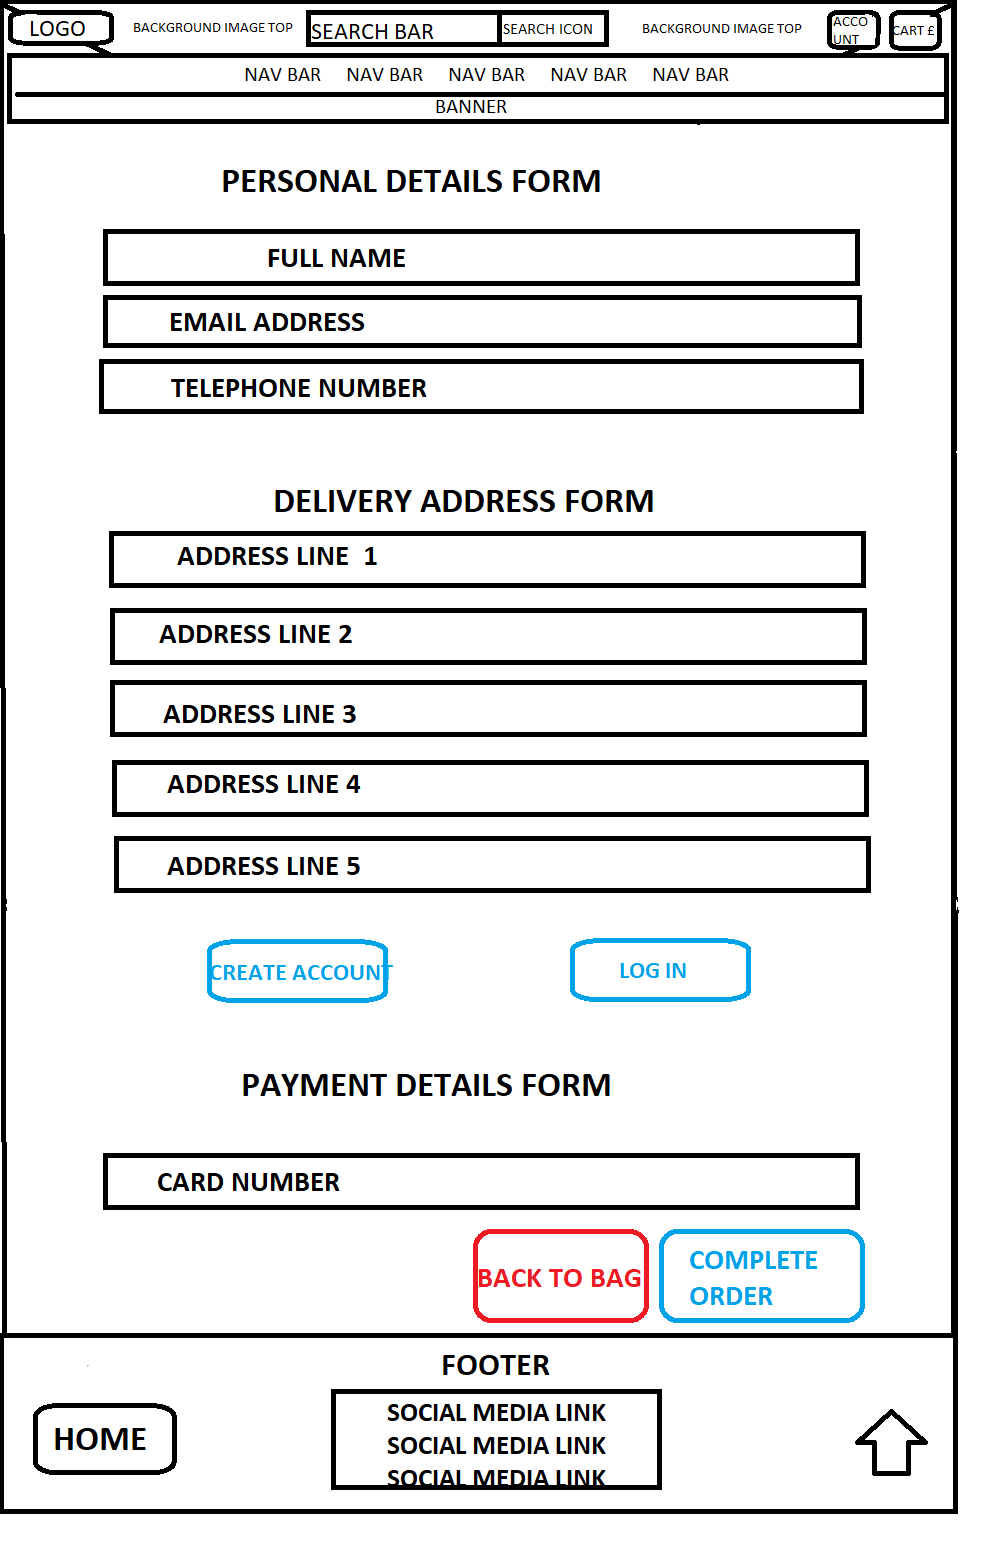 LOGO
BACKGROUND IMAGE TOP
SEARCH BAR
SEARCH ICON
BACKGROUND IMAGE TOP
ACCO
UNT
CART £
NAV BAR NAV BAR NAV BAR NAV BAR NAV BAR
BANNER
PERSONAL DETAILS FORM
FULL NAME
EMAIL ADDRESS
TELEPHONE NUMBER
DELIVERY ADDRESS FORM
ADDRESS LINE 1
ADDRESS LINE 2
ADDRESS LINE 3
ADDRESS LINE 4
ADDRESS LINE 5
CREATE ACCOUNT
LOG IN
PAYMENT DETAILS FORM
CARD NUMBER
BACK TO BAG
COMPLETE
ORDER
FOOTER
HOME
SOCIAL MEDIA LINK
SOCIAL MEDIA LINK
SOCIAL MEDIA LINK